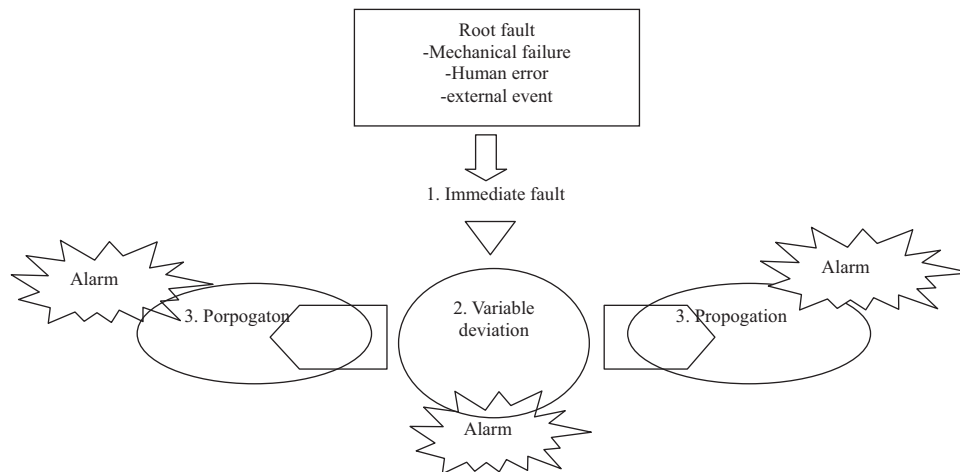 Root fault
-Mechanical failure
-Human error
-external event
1. Immediate fault
Alarm
Alarm
3. Porpogaton
2. Variable
deviation
3. Propogation
Alarm